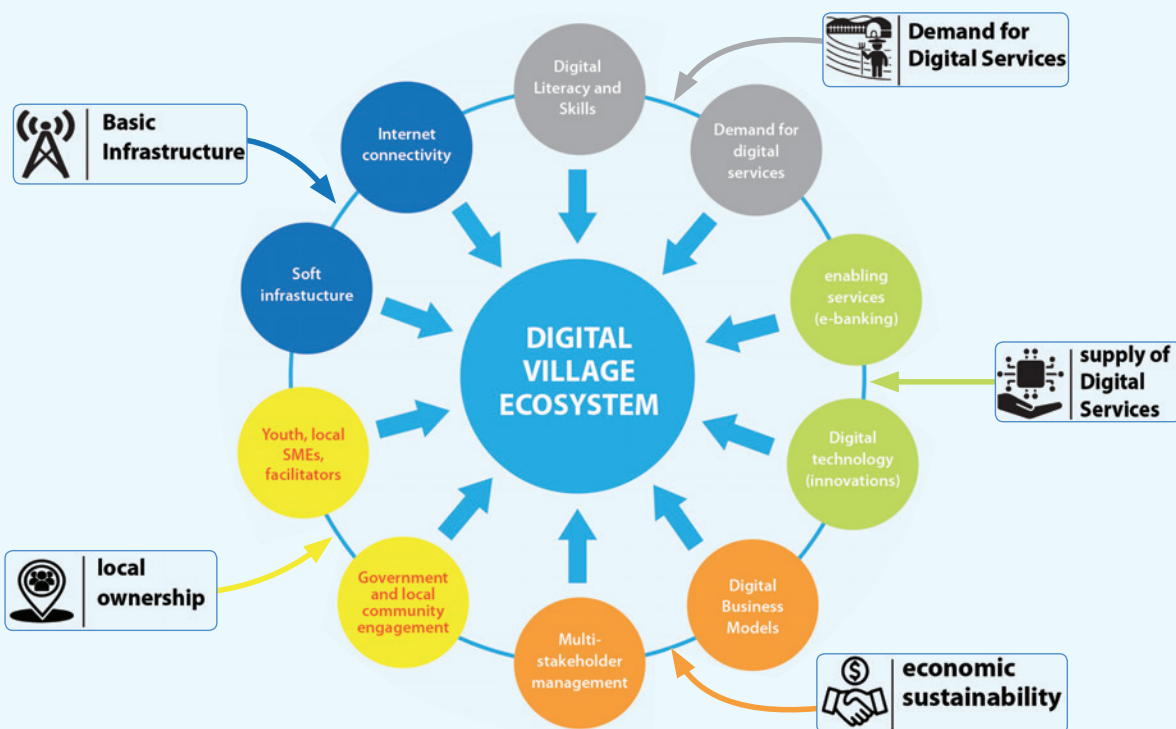 Demand for
Digital Services
Digital
Literacy and
Skills
Basic
Infrastructure
Internet
connectivity
Demand for
digital
services
Soft
infrastucture
enabling
services
(e-banking)
DIGITAL
VILLAGE
ECOSYSTEM
supply of
Digital
Services
Youth, local
SMEs,
facilitators
Digital
technology
(innovations)
local
ownership
Government
and local
community
engagement
Digital
Business
Models
Multi-
stakeholder
management
$
economic
sustainability